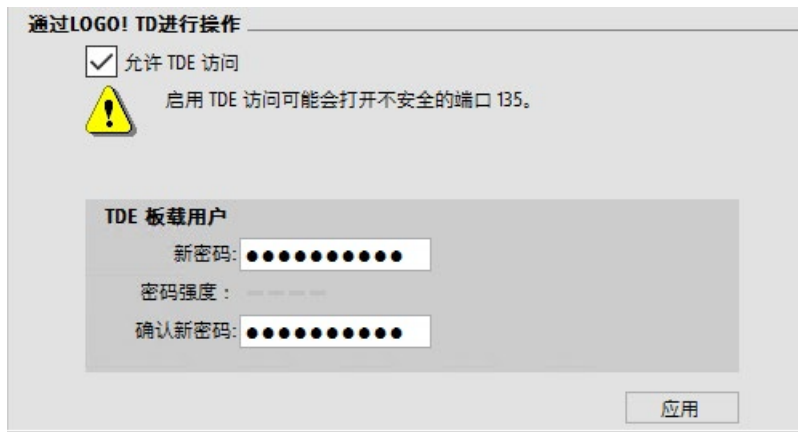 通过LOGO! TD进行操作
允许 TDE 访问
启用 TDE 访问可能会打开不安全的端口 135。
TDE 板载用户
新密码: ●●●●●●●●●●
密码强度：
确认新密码: ●●●●●●●●●●
应用